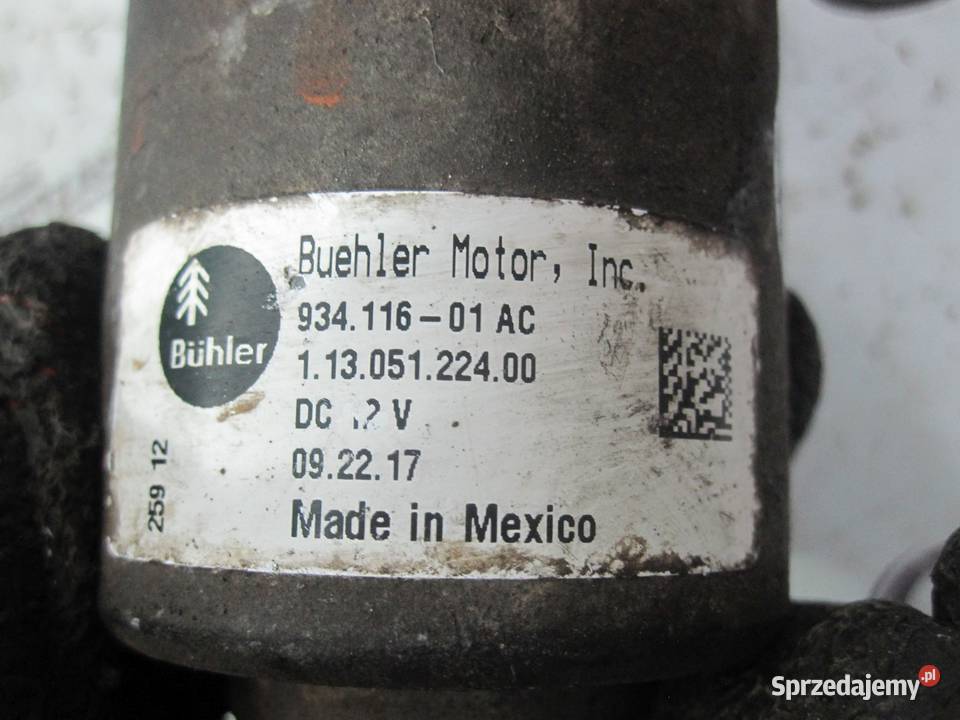 Buehler Motor, Inc.
Bühler
934.116-01 AC
1.13.051.224.00
DC .2 V
09.22.17
Made in Mexico
259 12
Sprzedajemy.pl